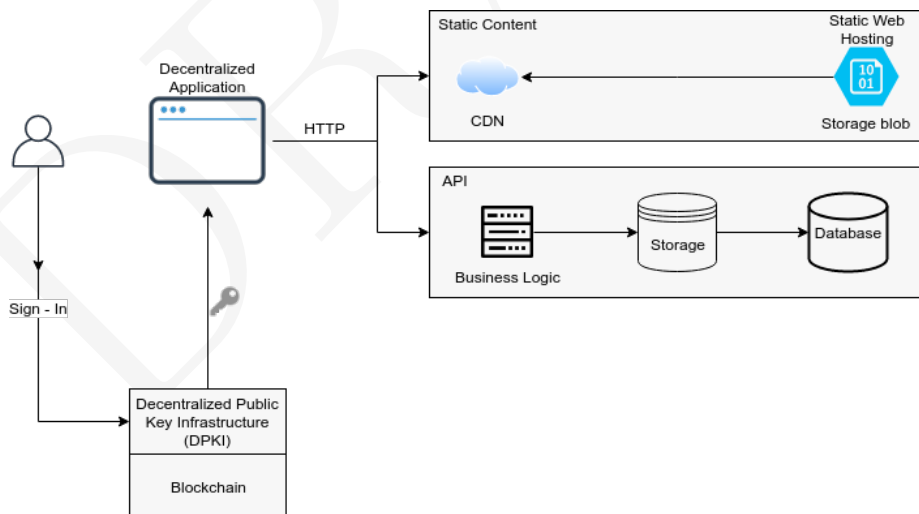 Static Content
Static Web
Hosting
10
01
CDN
Storage blob
Decentralized
Application
HTTP
API
Business Logic
Storage
Database
Sign - In
Decentralized Public
Key Infrastructure
(DPKI)
Blockchain